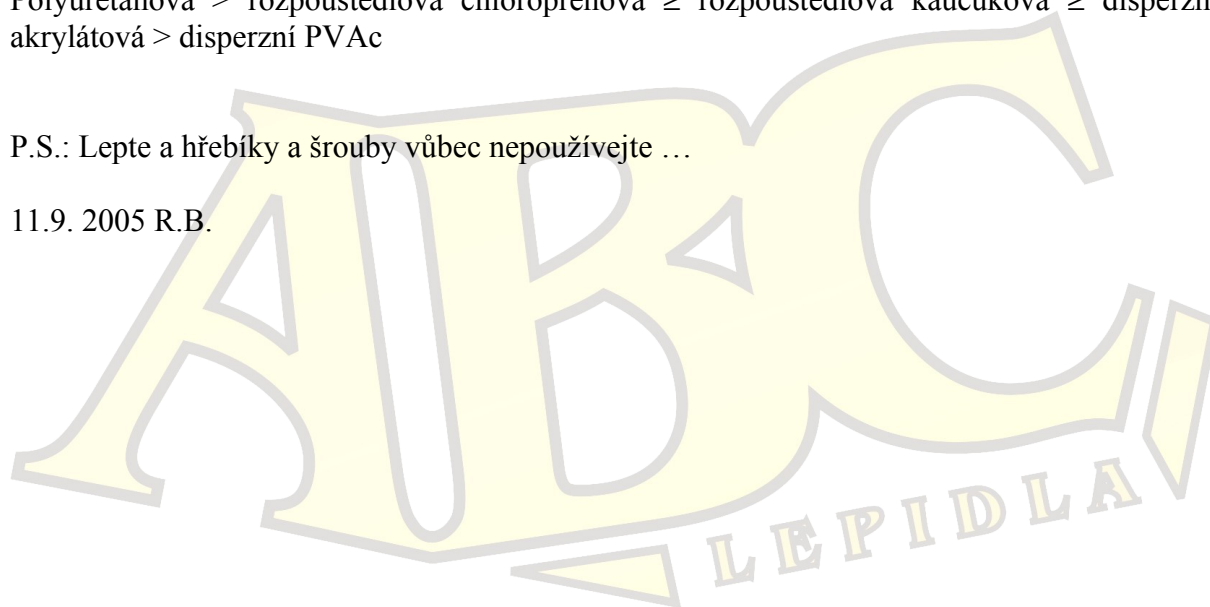 Polyuretanová > rozpouštědlová chloroprenová ≥ rozpouštědlová kaučuková ≥ disperzní
akrylátová > disperzní PVAc
P.S.: Lepte a hřebíky a šrouby vůbec nepoužívejte …
11.9. 2005 R.B.
ABC
LEPIDLA